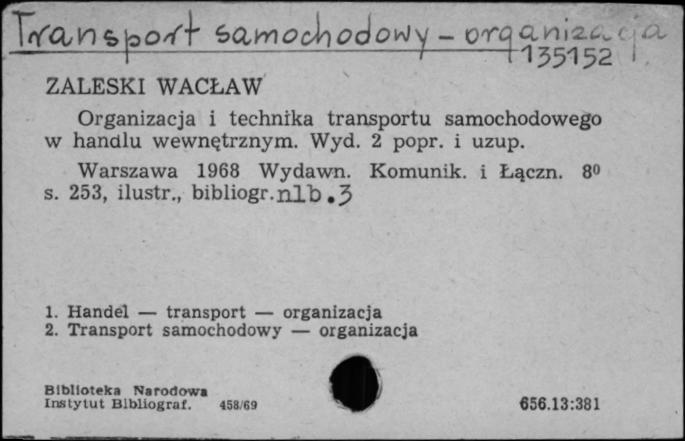 Transport samochodowy – organizacja
135152
ZALESKI WACŁAW
Organizacja i technika transportu samochodowego
w handlu wewnętrznym. Wyd. 2 popr. i uzup.
Warszawa 1968 Wydawn. Komunik. i Łączn. 8⁰
s. 253, ilustr., bibliogr. nlb. 3
1. Handel — transport — organizacja
2. Transport samochodowy — organizacja
Biblioteka Narodowa
Instytut Bibliograf. 458/69
656.13:381